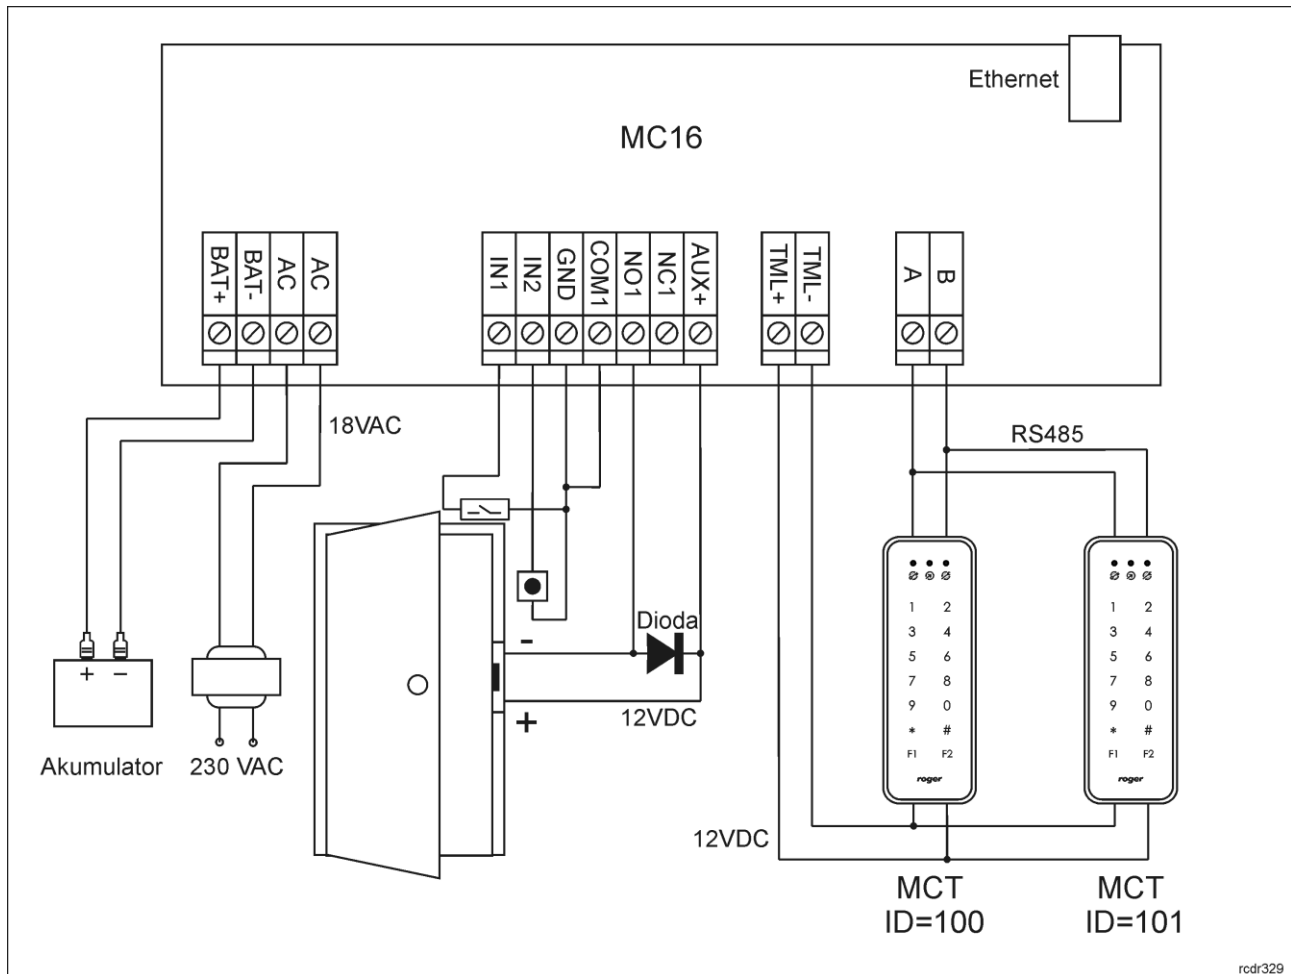 Ethernet
MC16
BAT+
BAT-
AC
AC
IN1
IN2
GND
COM1
NO1
NC1
AUX+
TML+
TML-
A
B
18VAC
RS485
Dioda
-
+
12VDC
+ −
Akumulator
230 VAC
1 2
3 4
5 6
7 8
9 0
* #
F1 F2
roger
1 2
3 4
5 6
7 8
9 0
* #
F1 F2
roger
12VDC
MCT
ID=100
MCT
ID=101
rcdr329